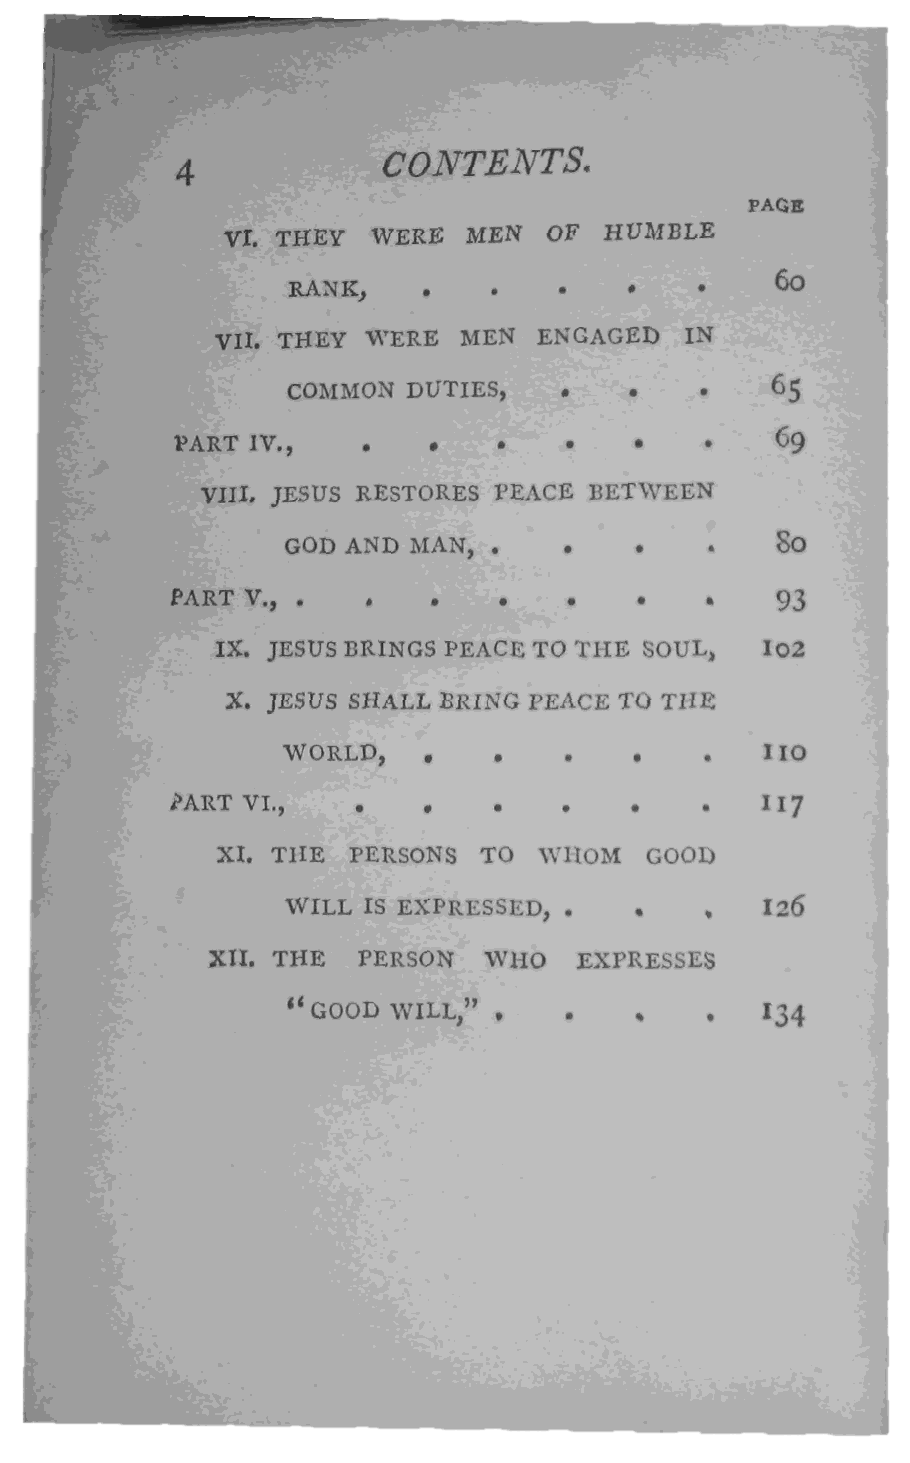 4 CONTENTS.
PAGE
VI. THEY WERE MEN OF HUMBLE
RANK, . . . . . 60
VII. THEY WERE MEN ENGAGED IN
COMMON DUTIES, . . . 65
PART IV., . . . . . . 69
VIII. JESUS RESTORES PEACE BETWEEN
GOD AND MAN, . . . . 80
PART V., . . . . . . . 93
IX. JESUS BRINGS PEACE TO THE SOUL, 102
X. JESUS SHALL BRING PEACE TO THE
WORLD, . . . . . 110
PART VI., . . . . . . 117
XI. THE PERSONS TO WHOM GOOD
WILL IS EXPRESSED, . . . 126
XII. THE PERSON WHO EXPRESSES
“GOOD WILL,” . . . . 134